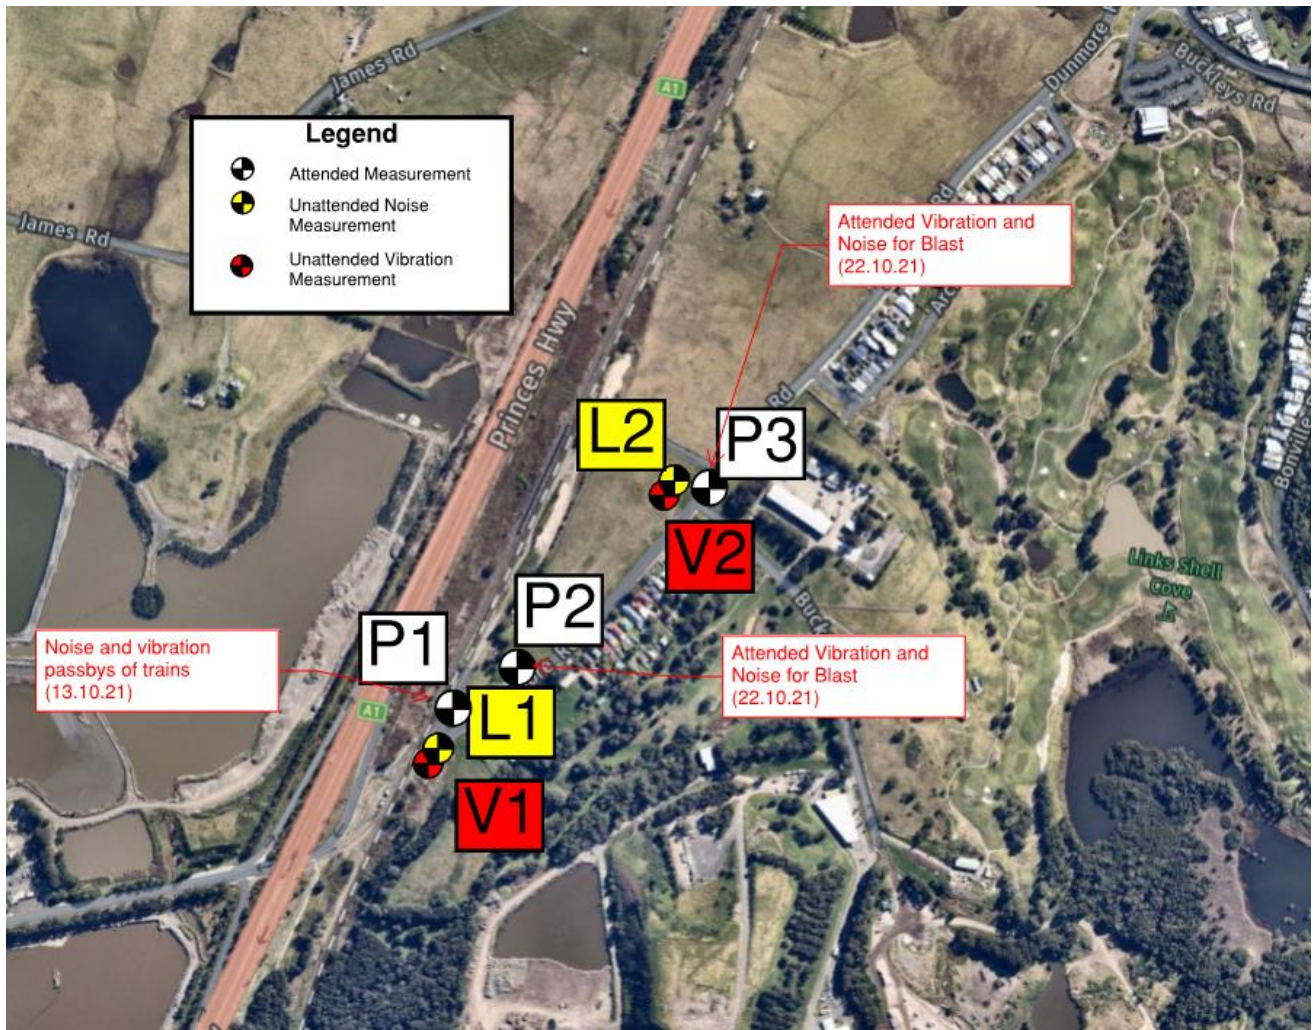 James Rd
A1
Dunmore
Buckleys Rd
Legend
Attended Measurement
Unattended Noise
Measurement
Unattended Vibration
Measurement
James Rd
Rd
Attended Vibration and
Noise for Blast
(22.10.21)
Princes Hwy
Rd
L2
P3
V2
Links Shell
Cove
P2
P1
Noise and vibration
passbys of trains
(13.10.21)
Attended Vibration and
Noise for Blast
(22.10.21)
A1
L1
V1